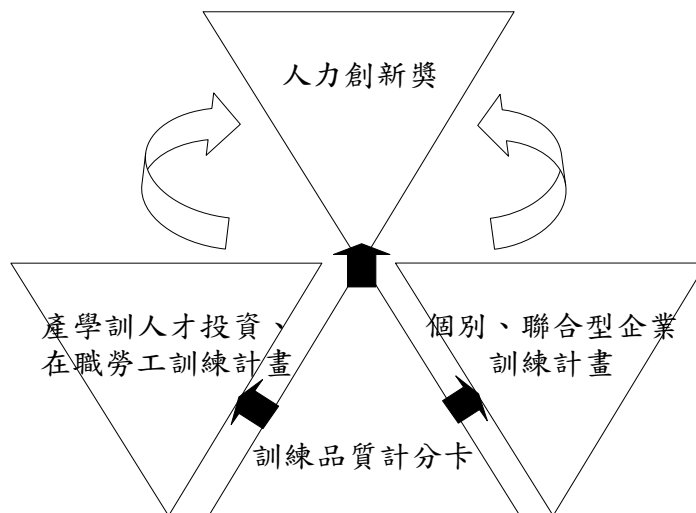 人力創新獎
產學訓人才投資、
在職勞工訓練計畫
個別、聯合型企業
訓練計畫
訓練品質計分卡